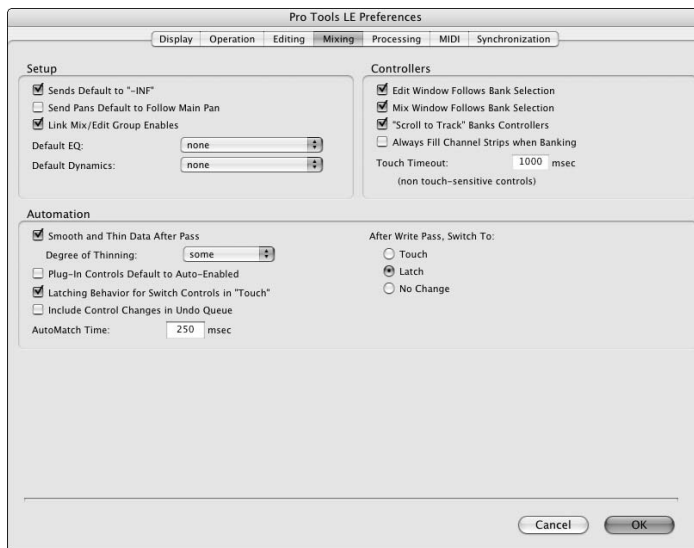 Pro Tools LE Preferences
Display Operation Editing Mixing Processing MIDI Synchronization
Setup
Sends Default to "-INF"
Send Pans Default to Follow Main Pan
Link Mix/Edit Group Enables
Default EQ: none
Default Dynamics: none
Controllers
Edit Window Follows Bank Selection
Mix Window Follows Bank Selection
"Scroll to Track" Banks Controllers
Always Fill Channel Strips when Banking
Touch Timeout: 1000 msec
(non touch-sensitive controls)
Automation
Smooth and Thin Data After Pass
Degree of Thinning: some
Plug-In Controls Default to Auto-Enabled
Latching Behavior for Switch Controls in "Touch"
Include Control Changes in Undo Queue
AutoMatch Time: 250 msec
After Write Pass, Switch To:
Touch
Latch
No Change
Cancel OK